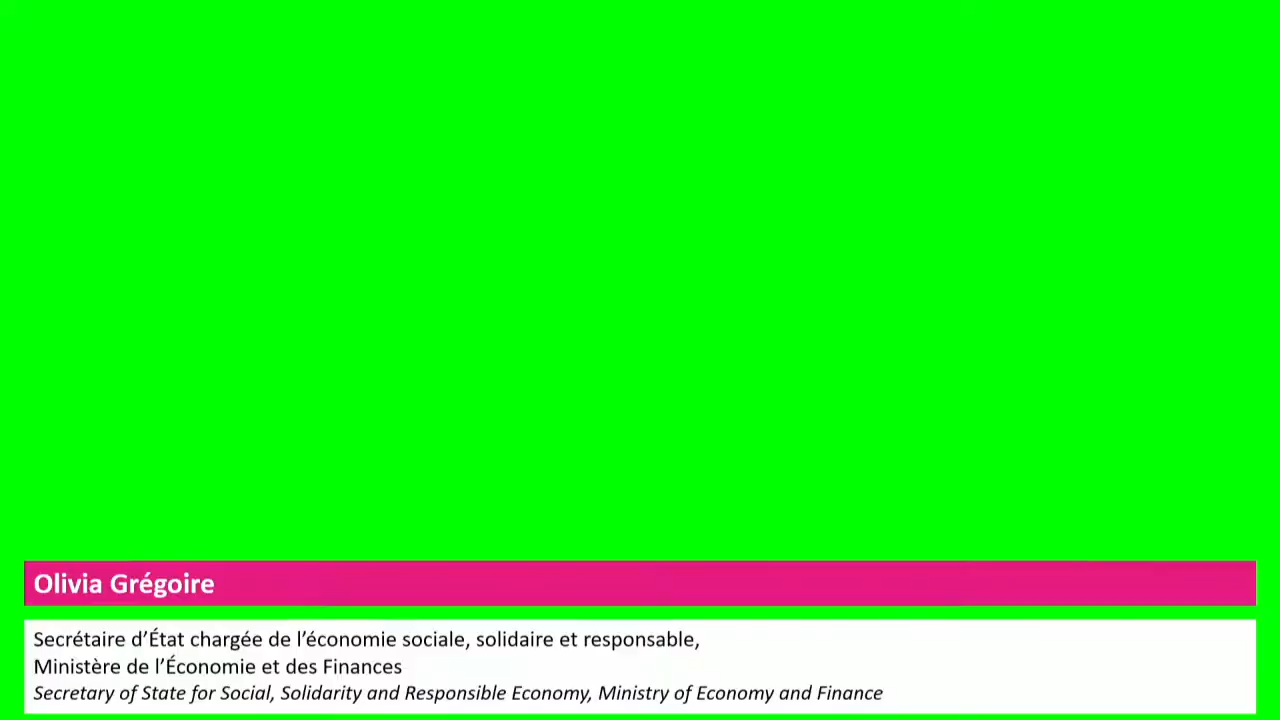 Olivia Grégoire
Secrétaire d’État chargée de l’économie sociale, solidaire et responsable,
Ministère de l’Économie et des Finances
Secretary of State for Social, Solidarity and Responsible Economy, Ministry of Economy and Finance